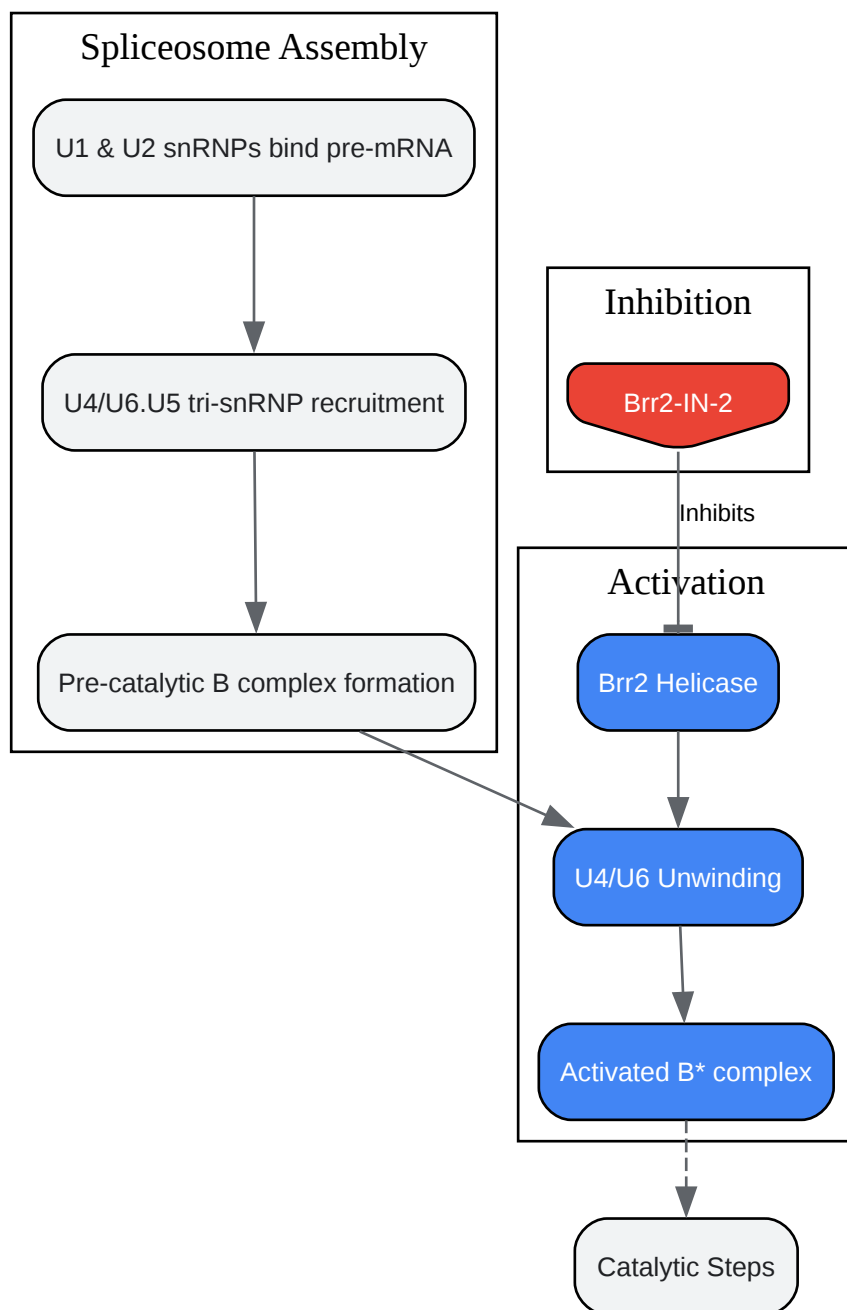 Spliceosome Assembly
U1 & U2 snRNPs bind pre-mRNA
U4/U6.U5 tri-snRNP recruitment
Pre-catalytic B complex formation
Inhibition
Brr2-IN-2
Inhibits
Activation
Brr2 Helicase
U4/U6 Unwinding
Activated B* complex
Catalytic Steps